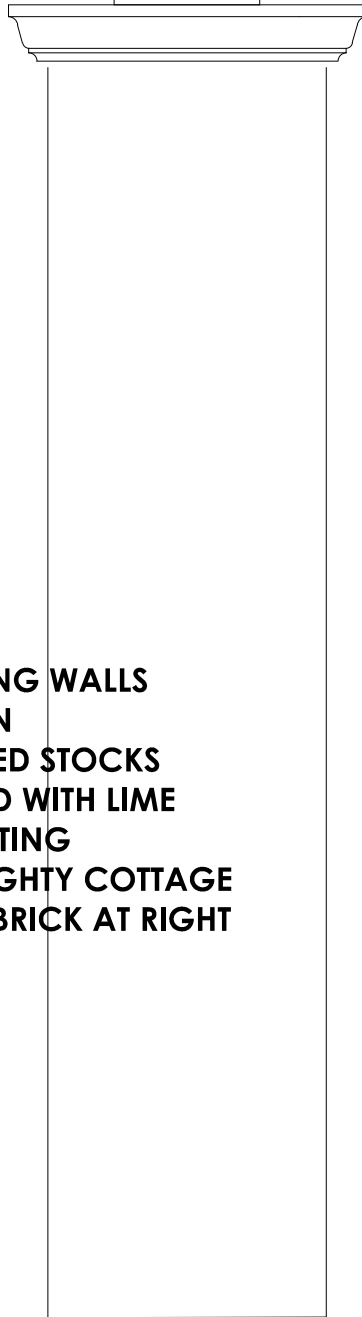 NG WALLS
N
ED STOCKS
D WITH LIME
TING
GHTY COTTAGE
BRICK AT RIGHT